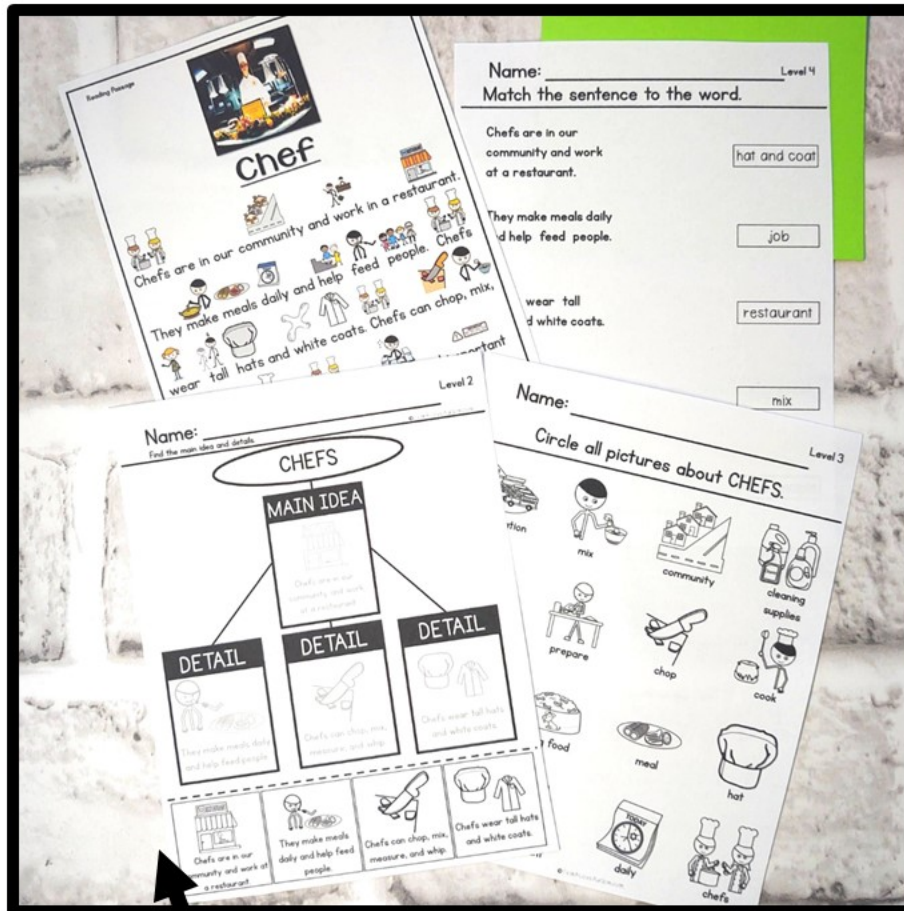 Reading Passage
Chef
Chefs are in our community and work in a restaurant.
They make meals daily and help feed people. Chefs
wear tall hats and white coats. Chefs can chop, mix,
important
Name:
Level 4
Match the sentence to the word.
Chefs are in our
community and work
at a restaurant.
hat and coat
They make meals daily
help feed people.
job
wear tall
white coats.
restaurant
mix
Level 2
Name:
Find the main idea and details.
CHEFS
MAIN IDEA
Chefs are in our
community and work
at a restaurant.
DETAIL
They make meals daily
and help feed people.
DETAIL
Chefs can chop, mix,
measure, and whip.
DETAIL
Chefs wear tall hats
and white coats.
Chefs are in our
community and work at
a restaurant.
They make meals
daily and help feed
people.
Chefs can chop, mix,
measure, and whip.
Chefs wear tall hats
and white coats.
Name:
Level 3
Circle all pictures about CHEFS.
mix
community
cleaning
supplies
prepare
chop
cook
food
meal
hat
TODAY
daily
chefs